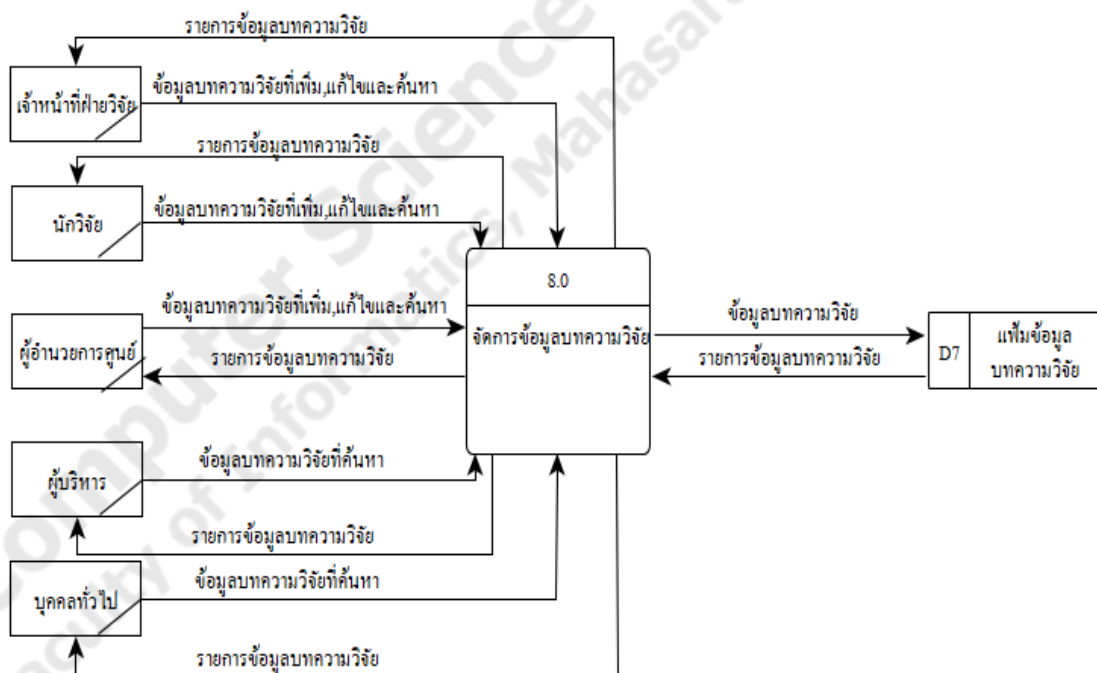 รายการข้อมูลบทความวิจัย
เจ้าหน้าที่ฝ่ายวิจัย
ข้อมูลบทความวิจัยที่เพิ่ม,แก้ไขและค้นหา
รายการข้อมูลบทความวิจัย
นักวิจัย
ข้อมูลบทความวิจัยที่เพิ่ม,แก้ไขและค้นหา
8.0
จัดการข้อมูลบทความวิจัย
ผู้อำนวยการศูนย์
ข้อมูลบทความวิจัยที่เพิ่ม,แก้ไขและค้นหา
รายการข้อมูลบทความวิจัย
ข้อมูลบทความวิจัย
รายการข้อมูลบทความวิจัย
D7
แฟ้มข้อมูล
บทความวิจัย
ผู้บริหาร
ข้อมูลบทความวิจัยที่ค้นหา
รายการข้อมูลบทความวิจัย
บุคคลทั่วไป
ข้อมูลบทความวิจัยที่ค้นหา
รายการข้อมูลบทความวิจัย
Computer Science
Faculty of Informatics,